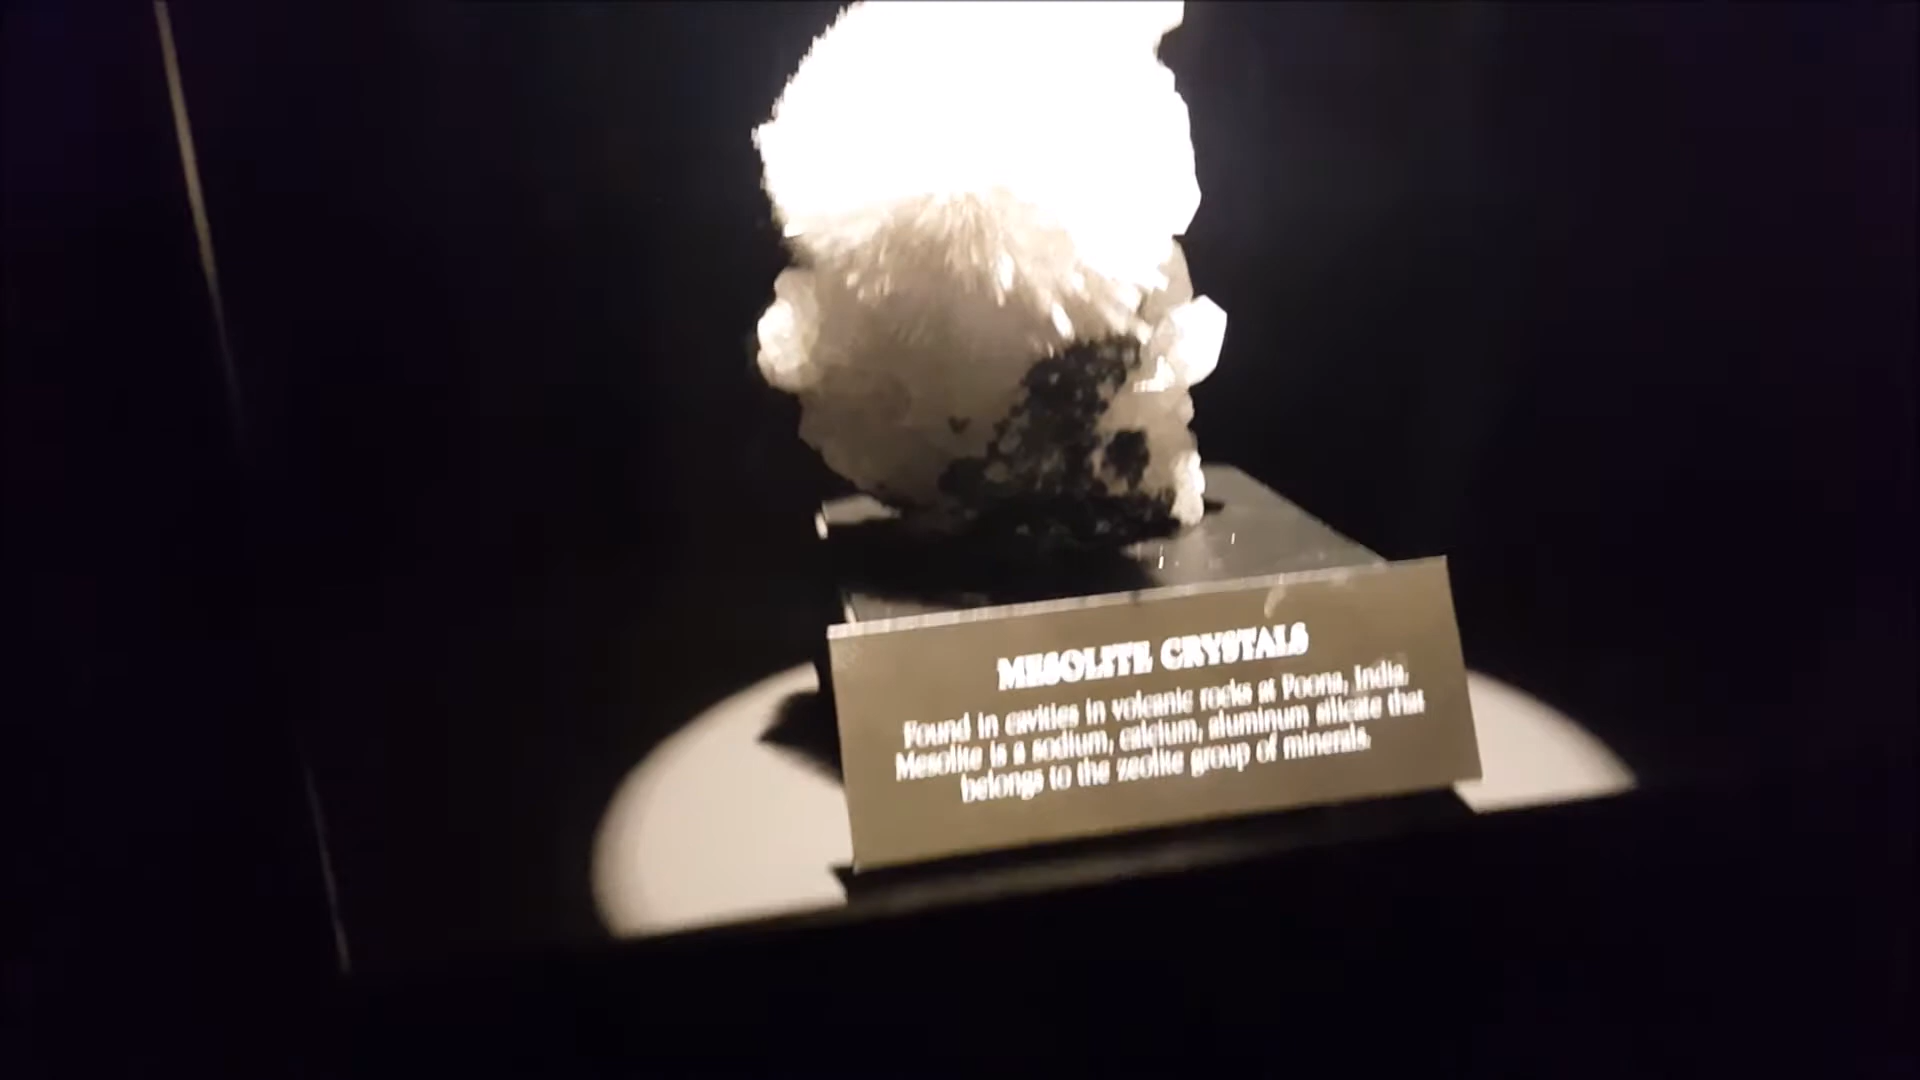 MESOLITE CRYSTALS
Found in cavities in volcanic rocks at Poona, India.
Mesolite is a sodium, calcium, aluminum silicate that
belongs to the zeolite group of minerals.